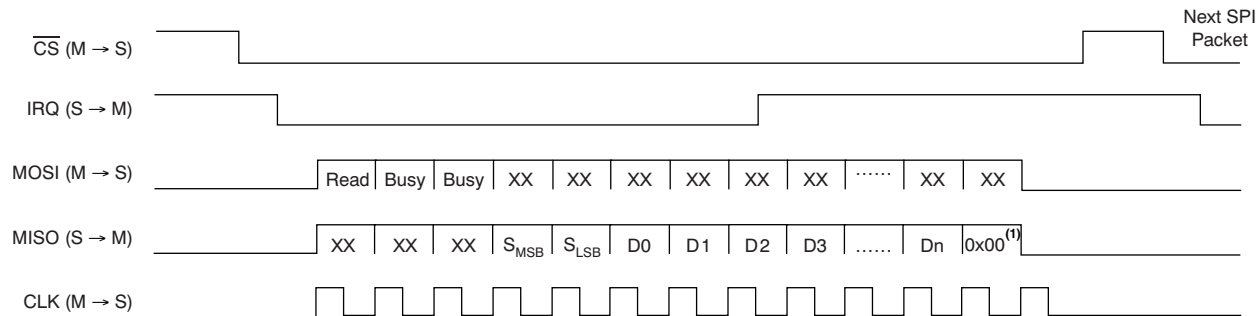 Next SPI
Packet
CS (M → S)
IRQ (S → M)
MOSI (M → S) Read Busy Busy XX XX XX XX XX XX ...... XX XX
MISO (S → M) XX XX XX SMSB SLSB D0 D1 D2 D3 ...... Dn 0x00(1)
CLK (M → S)